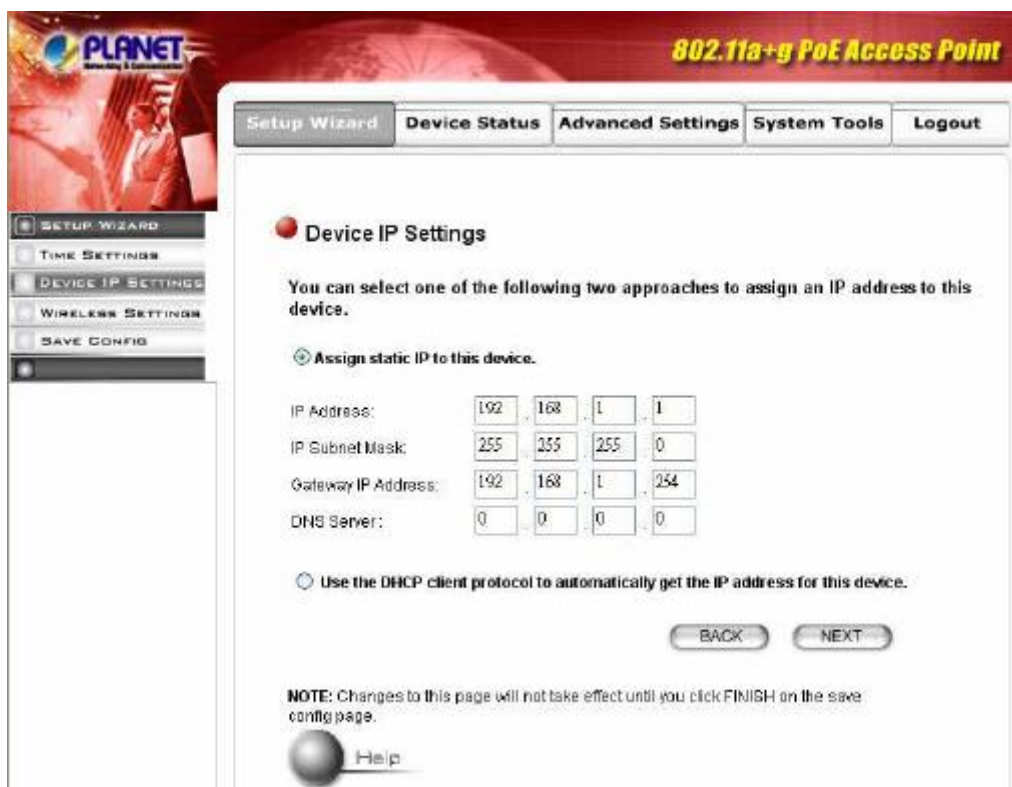 PLANET
Networking & Communication
802.11a+g PoE Access Point
Setup Wizard Device Status Advanced Settings System Tools Logout
SETUP WIZARD
TIME SETTINGS
DEVICE IP SETTINGS
WIRELESS SETTINGS
SAVE CONFIG
Device IP Settings
You can select one of the following two approaches to assign an IP address to this
device.
Assign static IP to this device.
IP Address: 192 . 168 . 1 . 1
IP Subnet Mask: 255 . 255 . 255 . 0
Gateway IP Address: 192 . 168 . 1 . 254
DNS Server: 0 . 0 . 0 . 0
Use the DHCP client protocol to automatically get the IP address for this device.
BACK NEXT
NOTE: Changes to this page will not take effect until you click FINISH on the save
config page.
Help